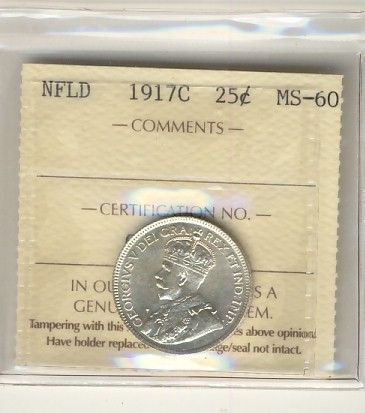 NFLD 1917C 25¢ MS-60
— COMMENTS —
— CERTIFICATION NO. —
GEORGIVS V DEI GRA: REX ET IND: IMP:
IN OU S A
GENU EM.
Tampering with this es above opinion.
Have holder replace ge/seal not intact.